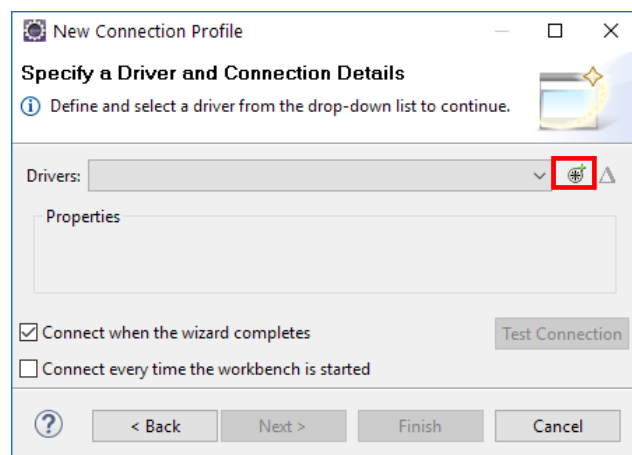 New Connection Profile
Specify a Driver and Connection Details
Define and select a driver from the drop-down list to continue.
Drivers:
Properties
Connect when the wizard completes
Test Connection
Connect every time the workbench is started
< Back
Next >
Finish
Cancel